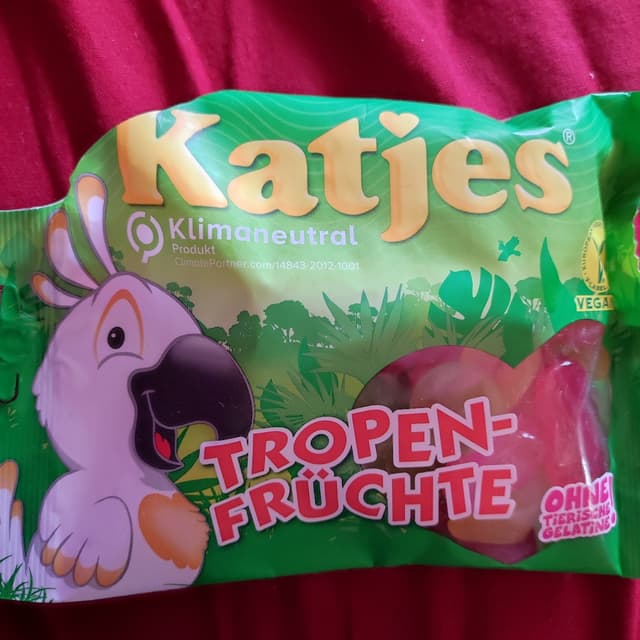 Katjes®
Klimaneutral
Produkt
ClimatePartner.com/14843-2012-1001
VEGAN
TROPEN-
FRÜCHTE
OHNE
TIERISCHE
GELATINE!